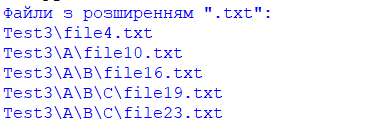 Файли з розширенням ".txt":
Test3\file4.txt
Test3\A\file10.txt
Test3\A\B\file16.txt
Test3\A\B\C\file19.txt
Test3\A\B\C\file23.txt